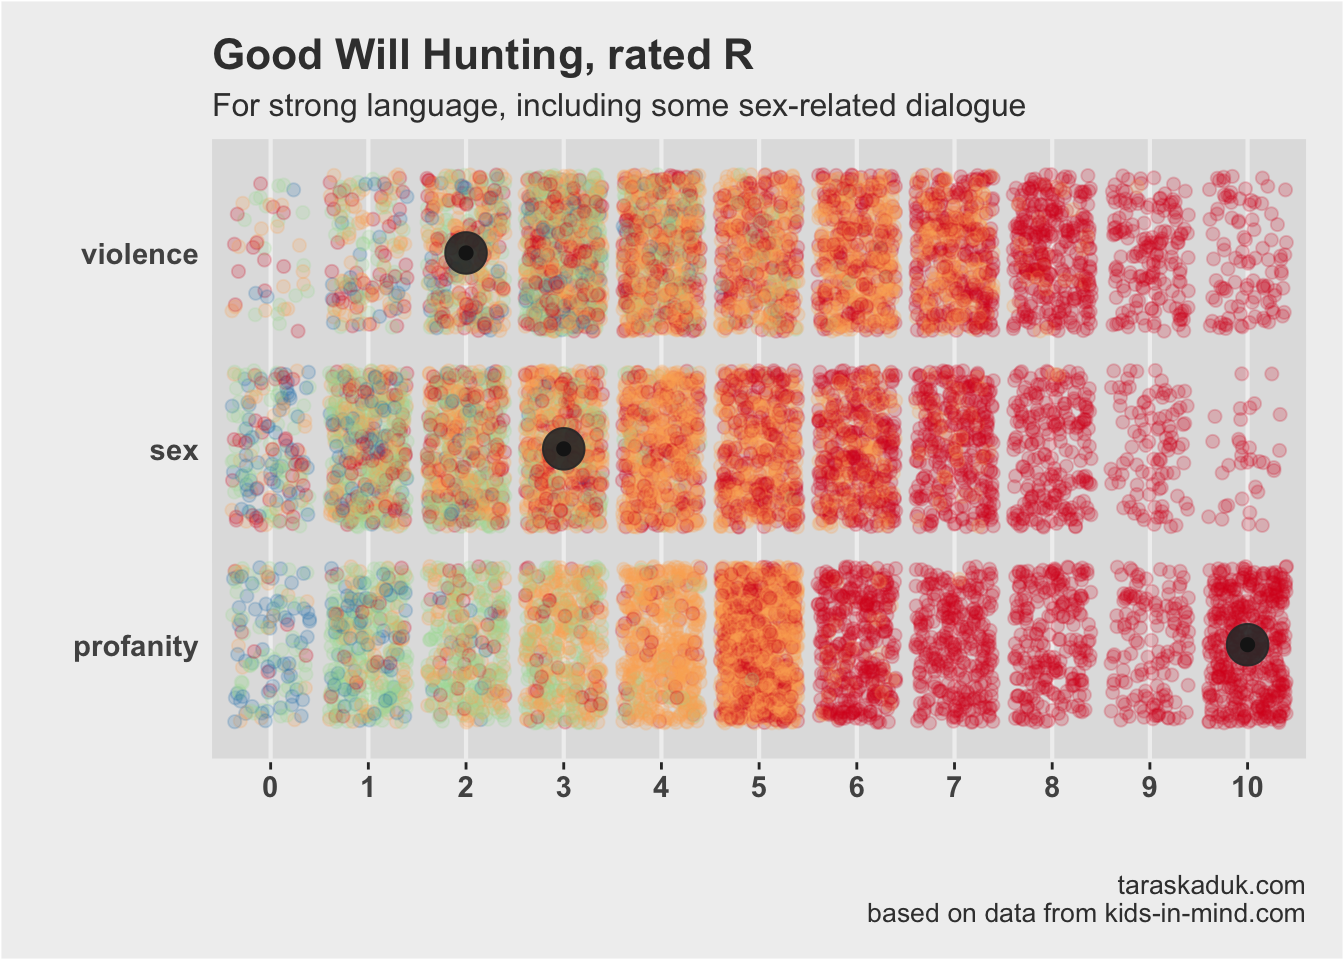 Good Will Hunting, rated R
For strong language, including some sex-related dialogue
violence
sex
profanity
0 1 2 3 4 5 6 7 8 9 10
taraskaduk.com
based on data from kids-in-mind.com